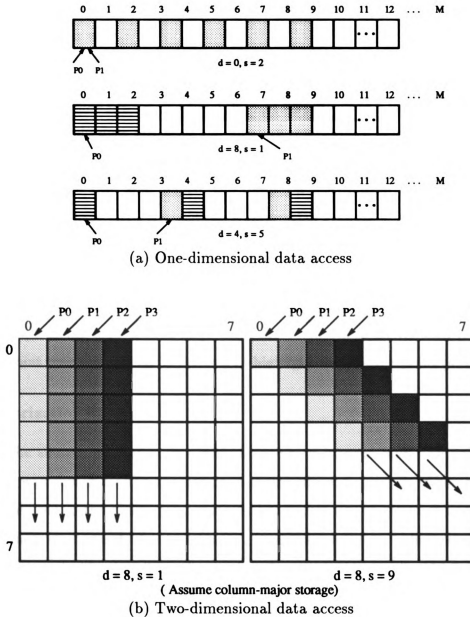 0 1 2 3 4 5 6 7 8 9 10 11 12 ... M
...
P0 P1
d = 0, s = 2
0 1 2 3 4 5 6 7 8 9 10 11 12 ... M
...
P0 P1
d = 8, s = 1
0 1 2 3 4 5 6 7 8 9 10 11 12 ... M
...
P0 P1
d = 4, s = 5
(a) One-dimensional data access
P0 P1 P2 P3 P0 P1 P2 P3
0 7 0 7
0
7
d = 8, s = 1 d = 8, s = 9
( Assume column-major storage)
(b) Two-dimensional data access